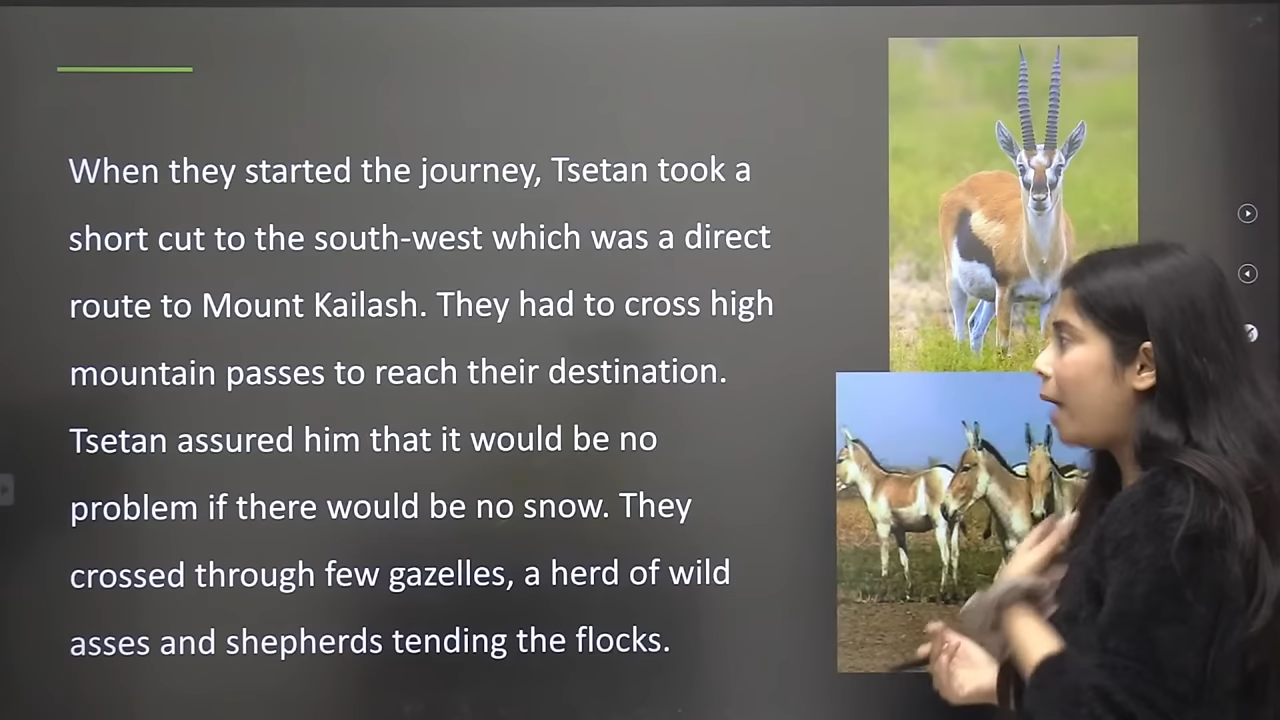 When they started the journey, Tsetan took a
short cut to the south-west which was a direct
route to Mount Kailash. They had to cross high
mountain passes to reach their destination.
Tsetan assured him that it would be no
problem if there would be no snow. They
crossed through few gazelles, a herd of wild
asses and shepherds tending the flocks.